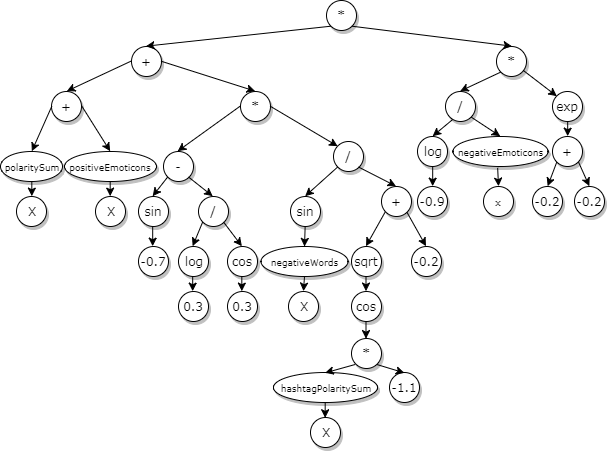 *
+ *
+ * / exp
- / log negativeEmoticons +
polaritySum positiveEmoticons
X X sin / sin + -0.9 x -0.2 -0.2
-0.7 log cos negativeWords sqrt -0.2
0.3 0.3 X cos
*
hashtagPolaritySum -1.1
X